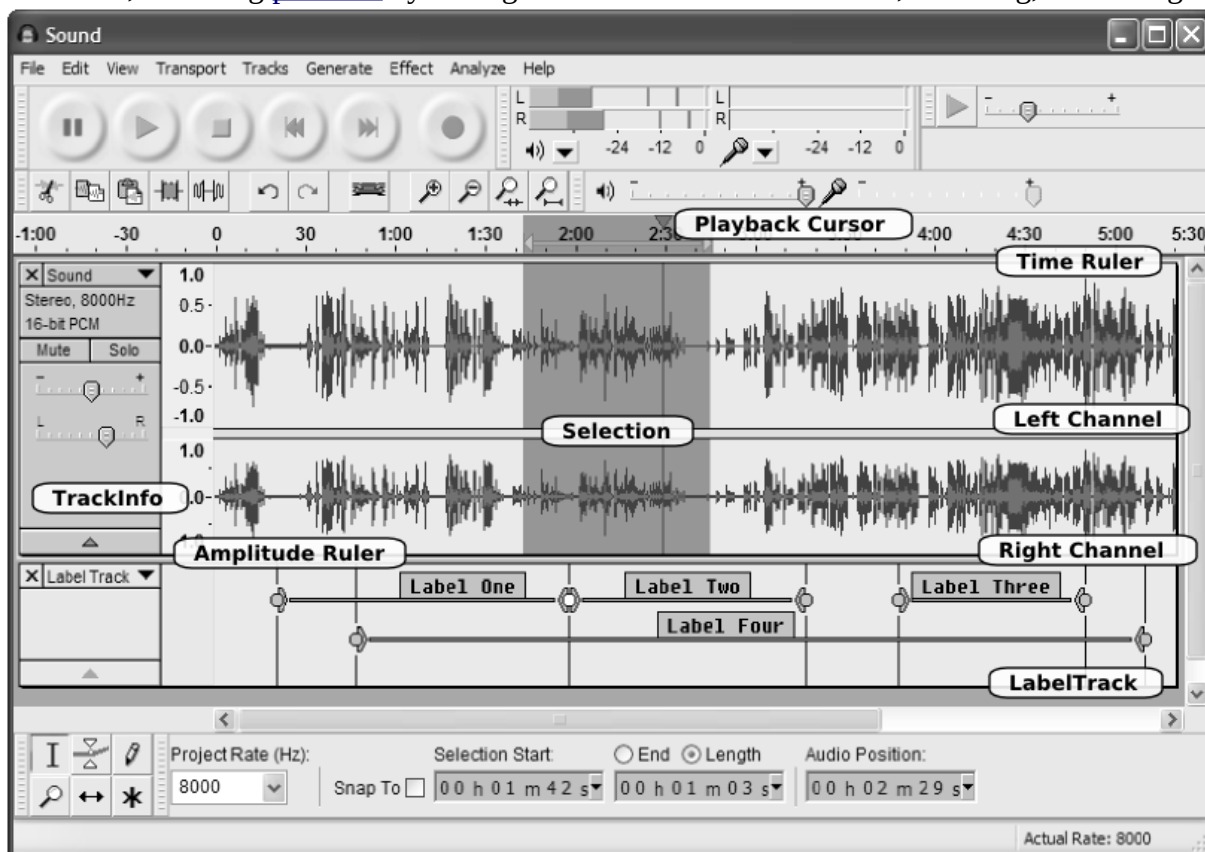 Sound
File Edit View Transport Tracks Generate Effect Analyze Help
L L - +
R R
-24 -12 0 -24 -12 0
- + -
-1:00 -30 0 30 1:00 1:30 2:00 2:30 4:00 4:30 5:00 5:30
Playback Cursor
Time Ruler
X Sound 1.0
Stereo, 8000Hz 0.5
16-bit PCM
Mute Solo 0.0
- + -0.5
L R -1.0
Left Channel
Selection
1.0
TrackInfo 0.0
Amplitude Ruler
Right Channel
X Label Track
Label One Label Two Label Three
Label Four
LabelTrack
Project Rate (Hz): Selection Start: End Length Audio Position:
8000 Snap To 00 h 01 m 42 s 00 h 01 m 03 s 00 h 02 m 29 s
Actual Rate: 8000